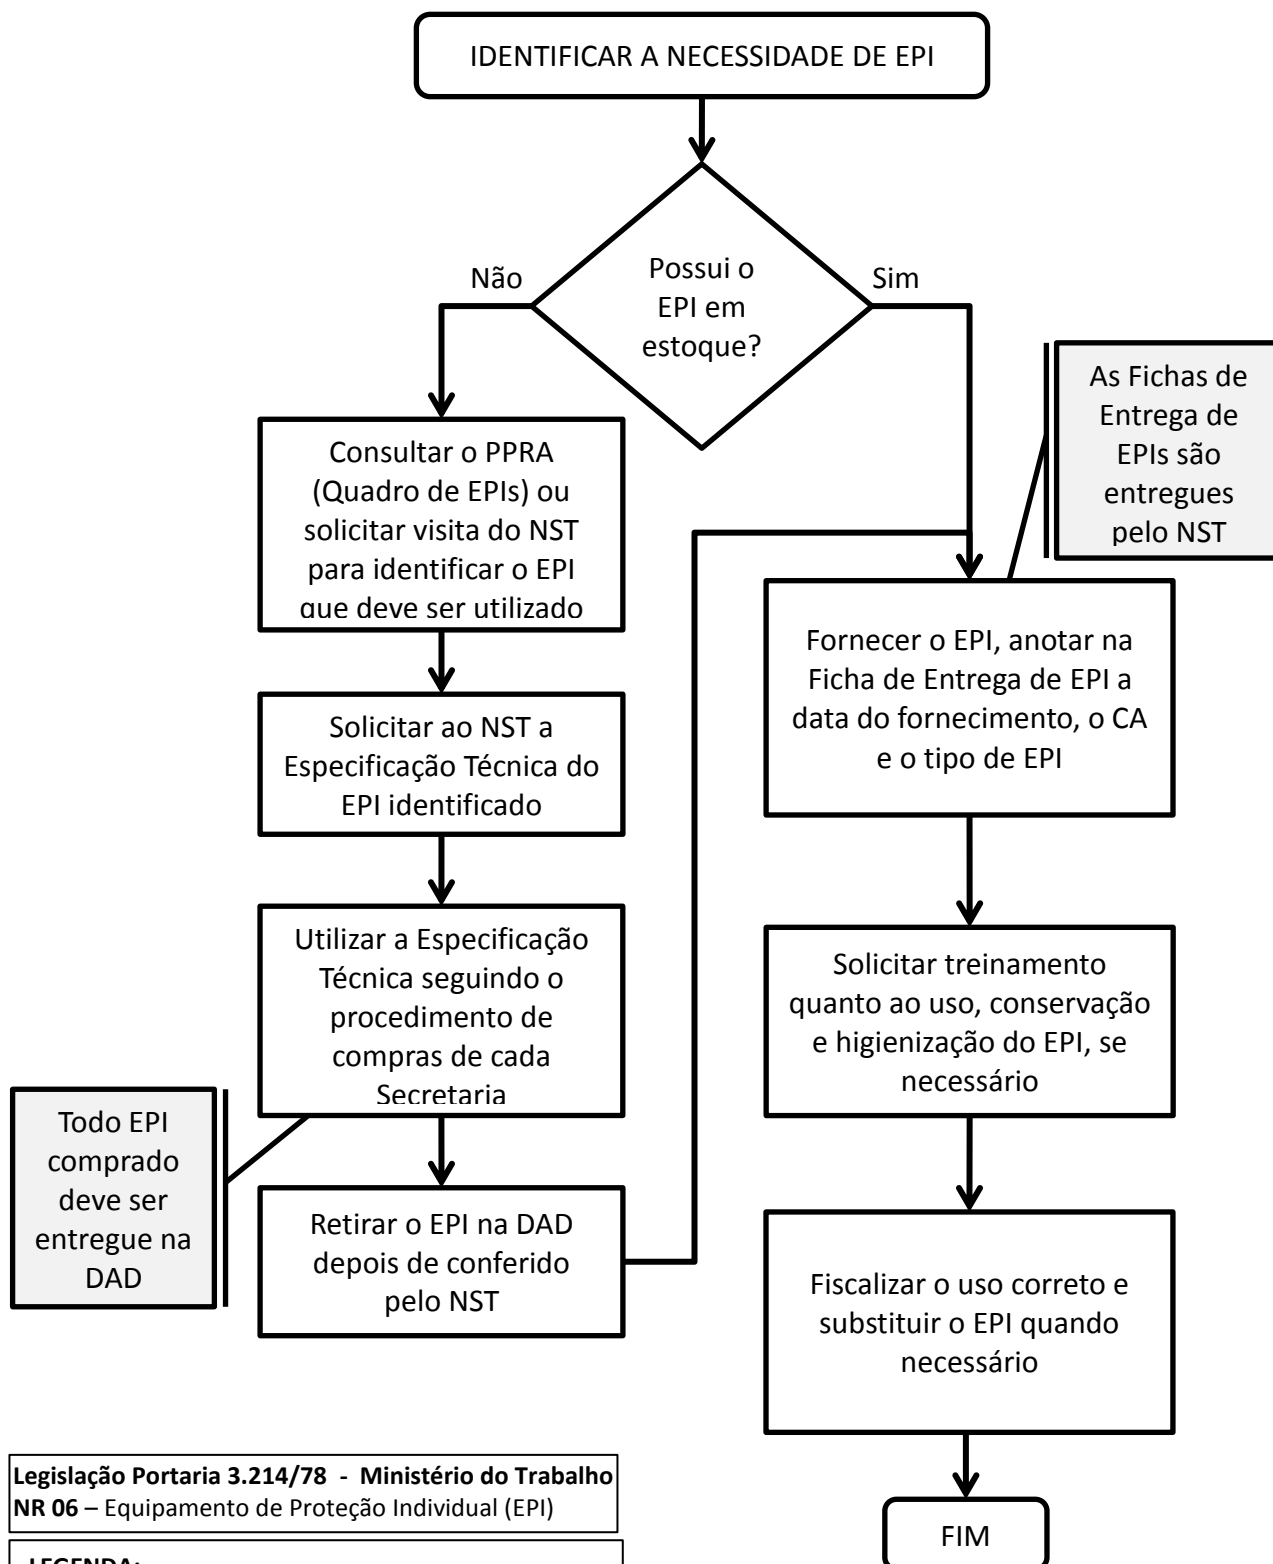 IDENTIFICAR A NECESSIDADE DE EPI
Possui o
EPI em
estoque?
Não
Sim
Consultar o PPRA
(Quadro de EPIs) ou
solicitar visita do NST
para identificar o EPI
que deve ser utilizado
Solicitar ao NST a
Especificação Técnica do
EPI identificado
Utilizar a Especificação
Técnica seguindo o
procedimento de
compras de cada
Secretaria
Todo EPI
comprado
deve ser
entregue na
DAD
Retirar o EPI na DAD
depois de conferido
pelo NST
As Fichas de
Entrega de
EPIs são
entregues
pelo NST
Fornecer o EPI, anotar na
Ficha de Entrega de EPI a
data do fornecimento, o CA
e o tipo de EPI
Solicitar treinamento
quanto ao uso, conservação
e higienização do EPI, se
necessário
Fiscalizar o uso correto e
substituir o EPI quando
necessário
FIM
Legislação Portaria 3.214/78 - Ministério do Trabalho
NR 06 – Equipamento de Proteção Individual (EPI)
LEGENDA: